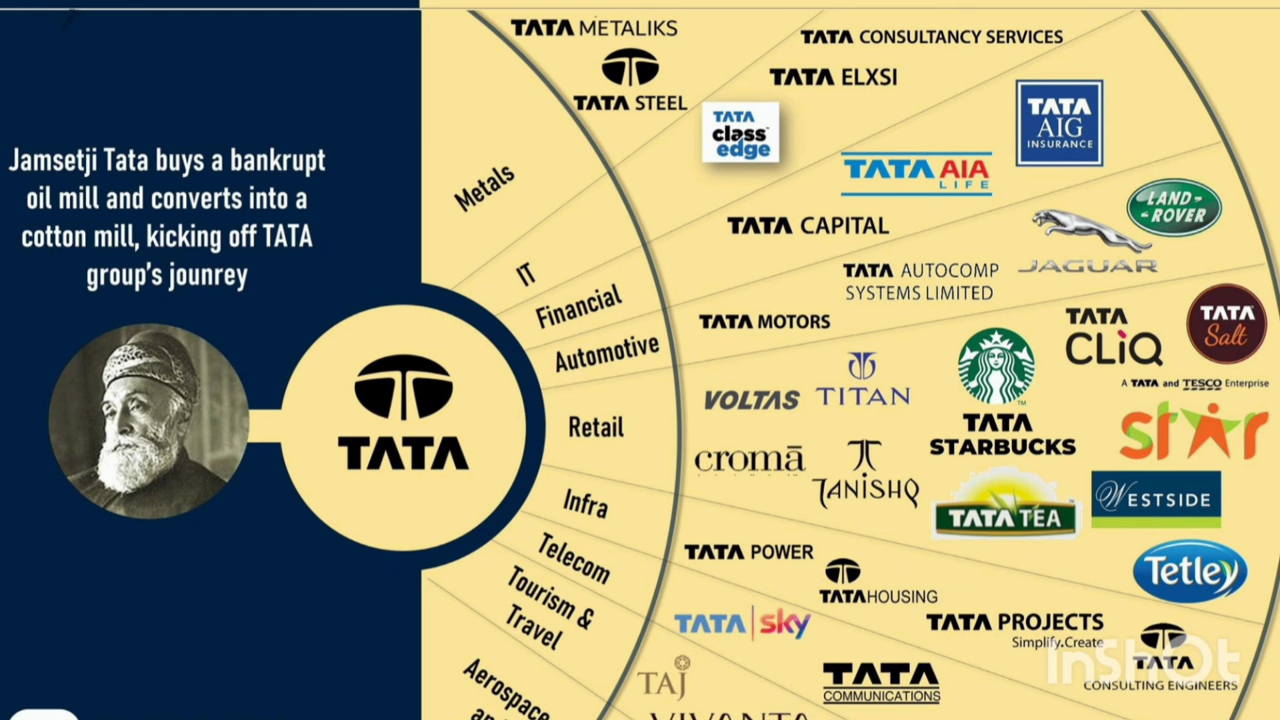 Jamsetji Tata buys a bankrupt
oil mill and converts into a
cotton mill, kicking off TATA
group's jounrey
TATA
Metals
IT
Financial
Automotive
Retail
Infra
Telecom
Tourism &
Travel
Aerospace
TATA METALIKS
TATA STEEL
TATA CONSULTANCY SERVICES
TATA ELXSI
TATA
class
edge
TATA AIA
LIFE
TATA
AIG
INSURANCE
TATA CAPITAL
LAND-
-ROVER
JAGUAR
TATA AUTOCOMP
SYSTEMS LIMITED
TATA MOTORS
VOLTAS
TITAN
cromā
TANISHQ
TATA
STARBUCKS
TM
TATA
CLiQ
TATA
Salt
A TATA and TESCO Enterprise
star
TATA TEA
WESTSIDE
Tetley
TATA POWER
TATA HOUSING
TATA PROJECTS
Simplify.Create
TATA
CONSULTING ENGINEERS
TATA | sky
TATA
COMMUNICATIONS
TAJ
VIVANTA
InShOt